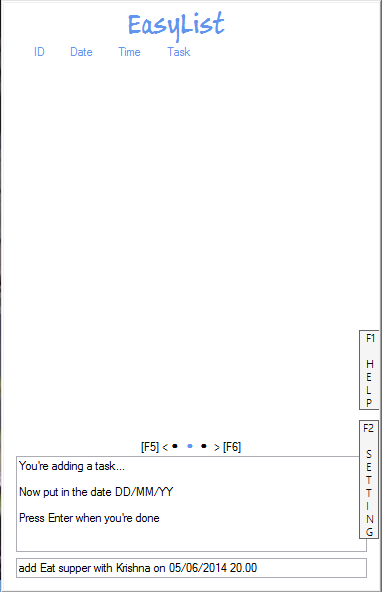 EasyList
ID Date Time Task
F1
HELP
[F5] < • • • > [F6]
F2
SETTING
You're adding a task...
Now put in the date DD/MM/YY
Press Enter when you're done
add Eat supper with Krishna on 05/06/2014 20.00